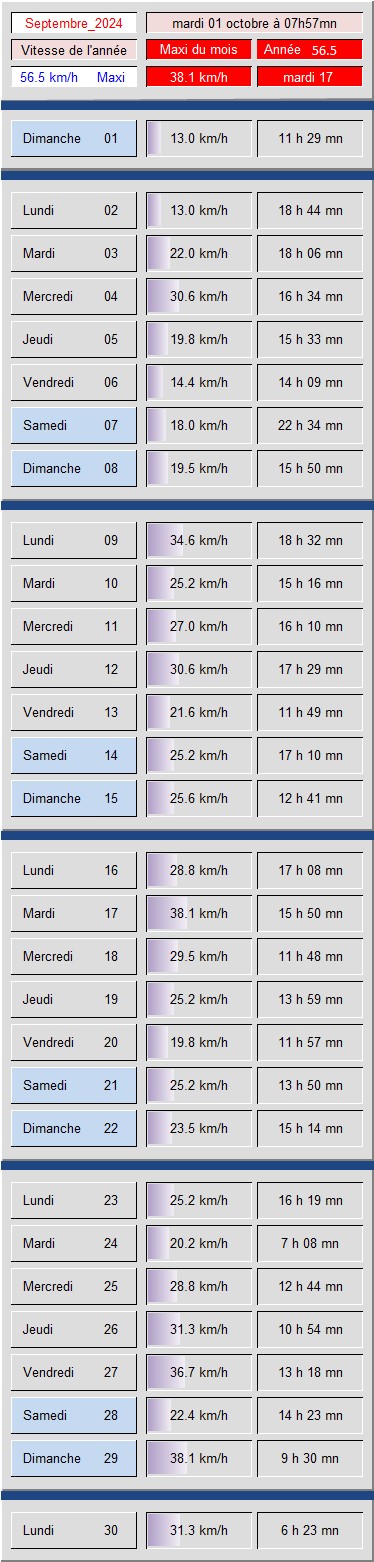 Septembre_2024 mardi 01 octobre à 07h57mn
Vitesse de l'année Maxi du mois Année 56.5
56.5 km/h Maxi 38.1 km/h mardi 17
Dimanche 01 13.0 km/h 11 h 29 mn
Lundi 02 13.0 km/h 18 h 44 mn
Mardi 03 22.0 km/h 18 h 06 mn
Mercredi 04 30.6 km/h 16 h 34 mn
Jeudi 05 19.8 km/h 15 h 33 mn
Vendredi 06 14.4 km/h 14 h 09 mn
Samedi 07 18.0 km/h 22 h 34 mn
Dimanche 08 19.5 km/h 15 h 50 mn
Lundi 09 34.6 km/h 18 h 32 mn
Mardi 10 25.2 km/h 15 h 16 mn
Mercredi 11 27.0 km/h 16 h 10 mn
Jeudi 12 30.6 km/h 17 h 29 mn
Vendredi 13 21.6 km/h 11 h 49 mn
Samedi 14 25.2 km/h 17 h 10 mn
Dimanche 15 25.6 km/h 12 h 41 mn
Lundi 16 28.8 km/h 17 h 08 mn
Mardi 17 38.1 km/h 15 h 50 mn
Mercredi 18 29.5 km/h 11 h 48 mn
Jeudi 19 25.2 km/h 13 h 59 mn
Vendredi 20 19.8 km/h 11 h 57 mn
Samedi 21 25.2 km/h 13 h 50 mn
Dimanche 22 23.5 km/h 15 h 14 mn
Lundi 23 25.2 km/h 16 h 19 mn
Mardi 24 20.2 km/h 7 h 08 mn
Mercredi 25 28.8 km/h 12 h 44 mn
Jeudi 26 31.3 km/h 10 h 54 mn
Vendredi 27 36.7 km/h 13 h 18 mn
Samedi 28 22.4 km/h 14 h 23 mn
Dimanche 29 38.1 km/h 9 h 30 mn
Lundi 30 31.3 km/h 6 h 23 mn